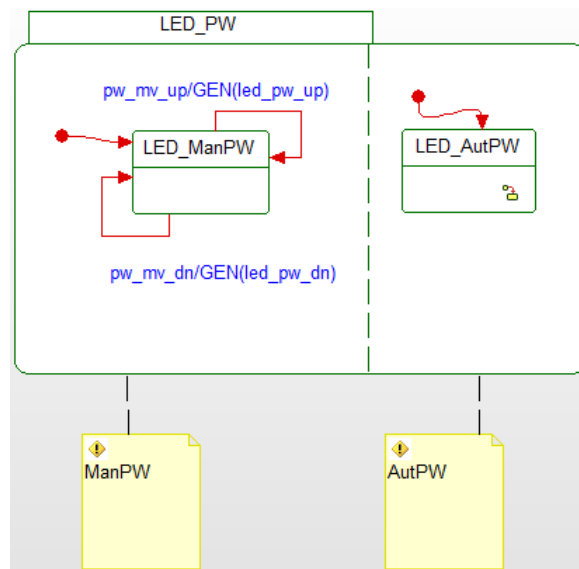 LED_PW
pw_mv_up/GEN(led_pw_up)
LED_ManPW
LED_AutPW
pw_mv_dn/GEN(led_pw_dn)
ManPW
AutPW